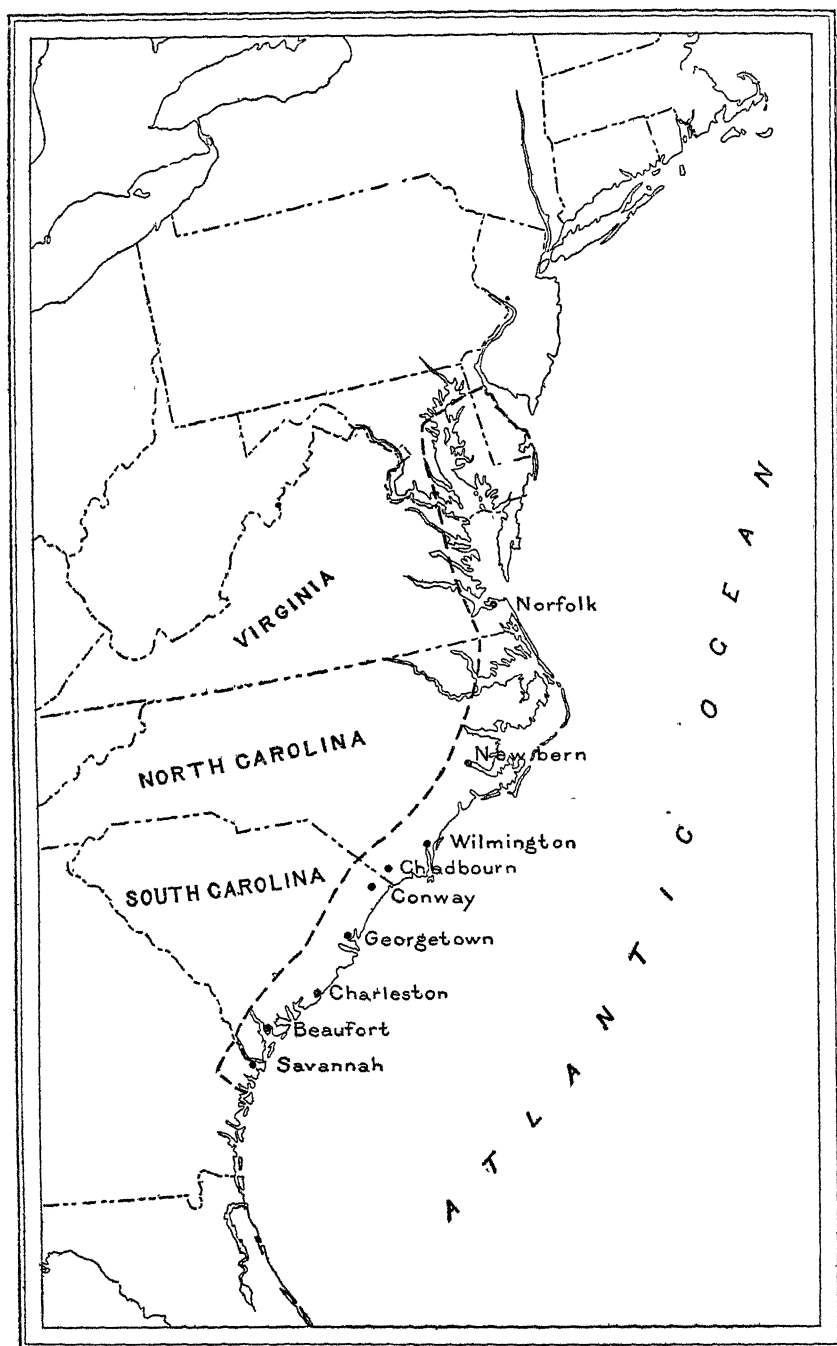 VIRGINIA
Norfolk
NORTH CAROLINA
Newbern
Wilmington
Chadbourn
SOUTH CAROLINA
Conway
Georgetown
Charleston
Beaufort
Savannah
ATLANTIC OCEAN